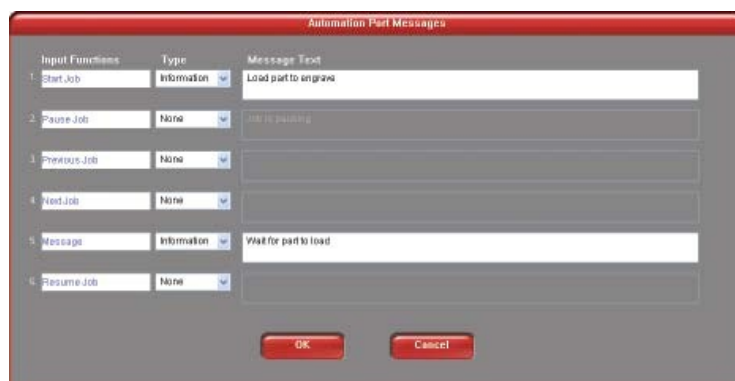 Automation Port Messages
Input Functions Type Message Text
1. Start Job Information Load part to engrave
2. Pause Job None Job is pausing
3. Previous Job None
4. Next Job None
5. Message Information Wait for part to load
6. Resume Job None
OK Cancel